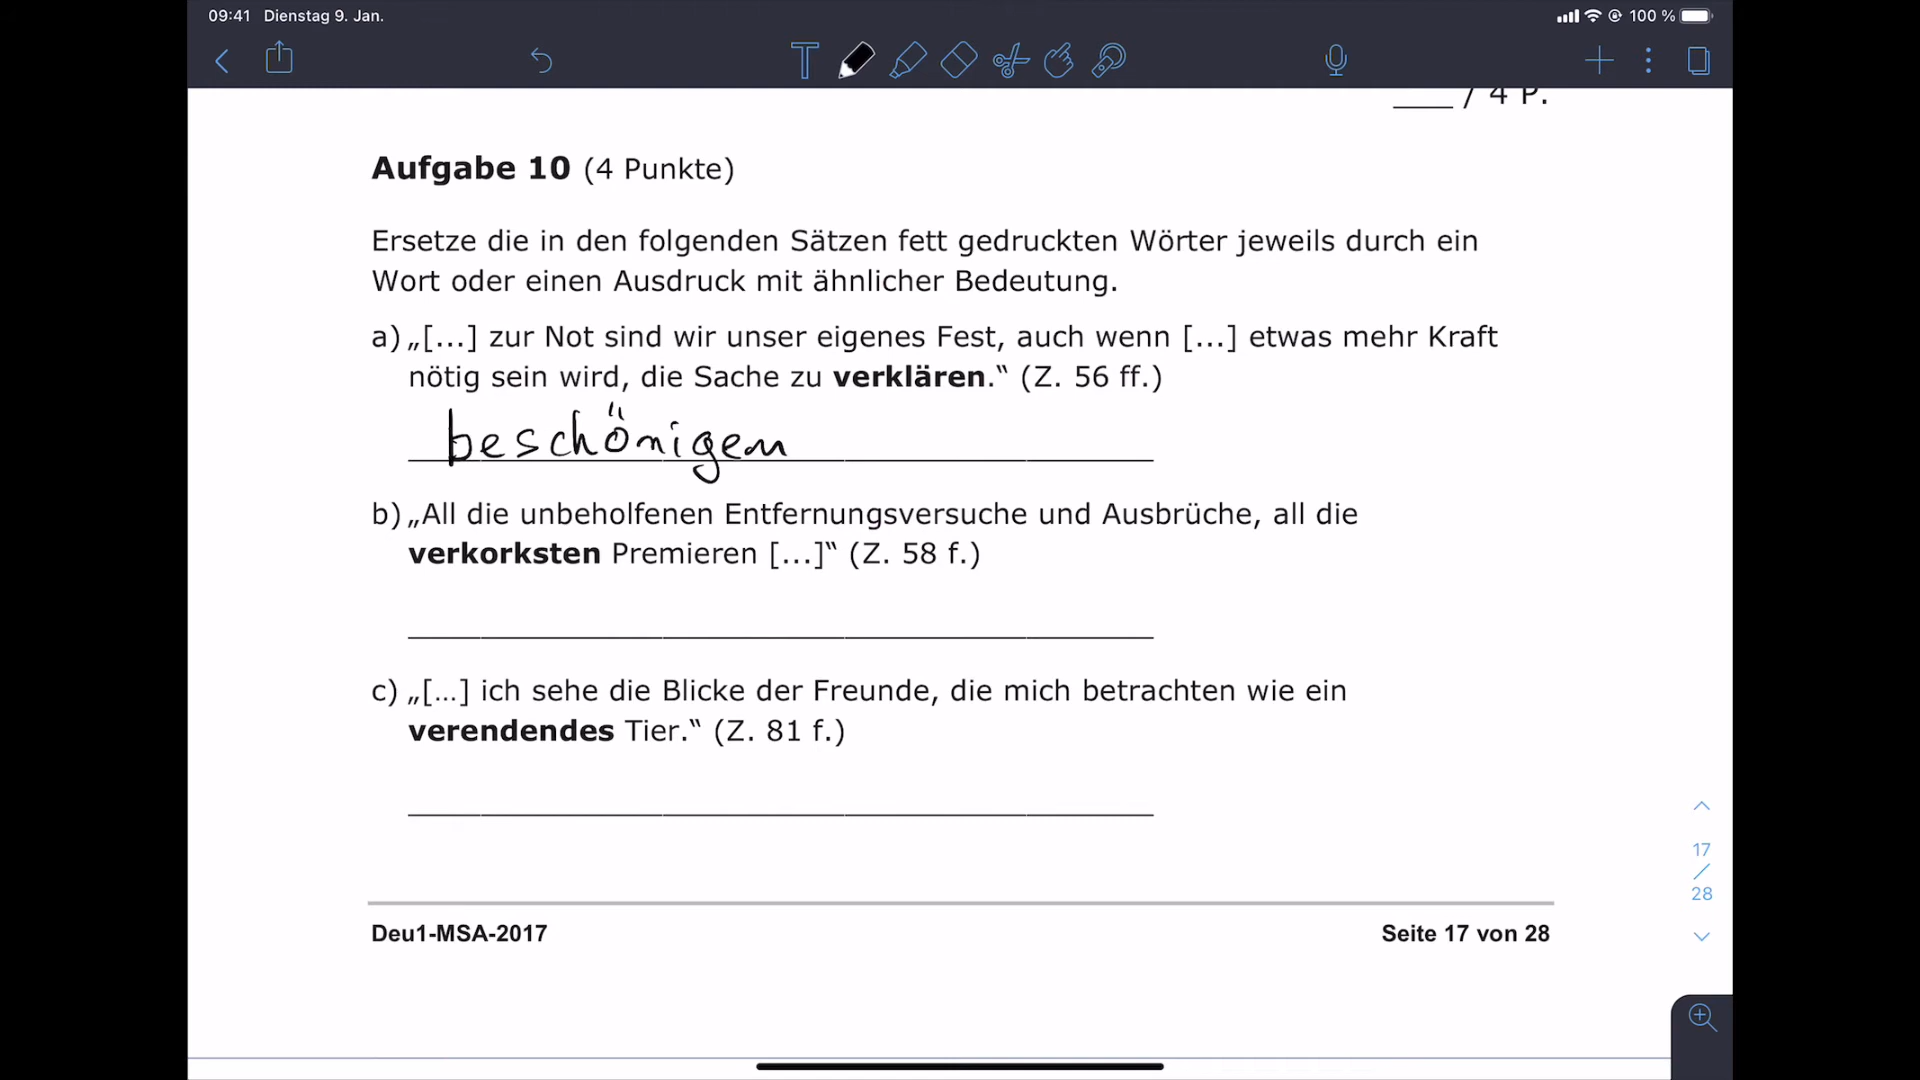 09:41 Dienstag 9. Jan. 100 %
____ / 4 P.
Aufgabe 10 (4 Punkte)
Ersetze die in den folgenden Sätzen fett gedruckten Wörter jeweils durch ein
Wort oder einen Ausdruck mit ähnlicher Bedeutung.
a) „[...] zur Not sind wir unser eigenes Fest, auch wenn [...] etwas mehr Kraft
nötig sein wird, die Sache zu verklären.“ (Z. 56 ff.)
beschönigen
b) „All die unbeholfenen Entfernungsversuche und Ausbrüche, all die
verkorksten Premieren [...]“ (Z. 58 f.)
c) „[...] ich sehe die Blicke der Freunde, die mich betrachten wie ein
verendendes Tier.“ (Z. 81 f.)
17
/
28
Deu1-MSA-2017 Seite 17 von 28